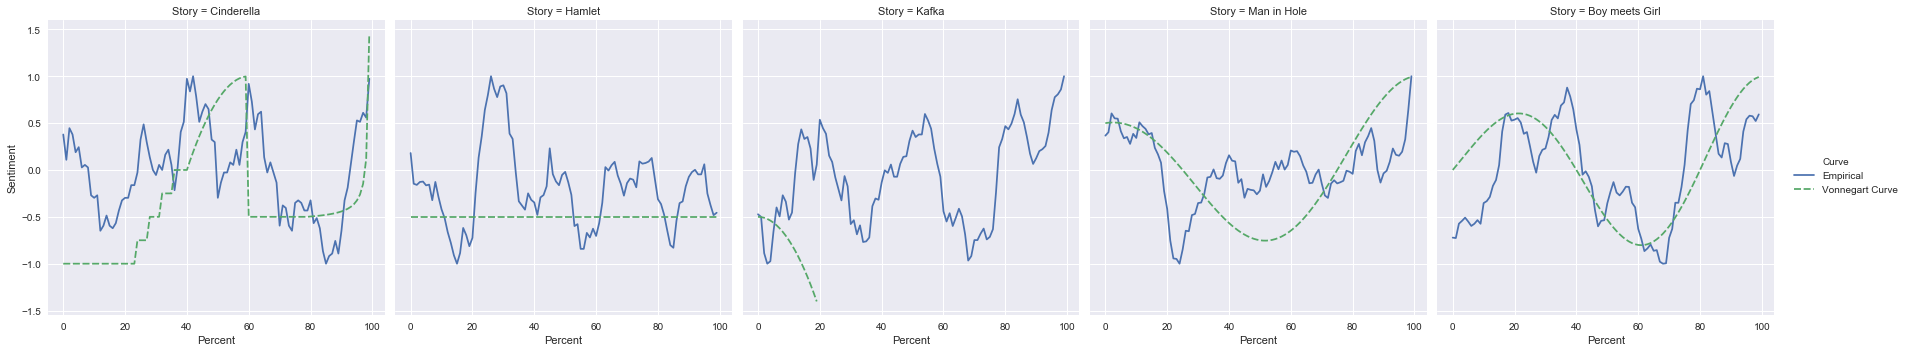 Story = Cinderella
Story = Hamlet
Story = Kafka
Story = Man in Hole
Story = Boy meets Girl
1.5
1.0
0.5
0.0
−0.5
−1.0
−1.5
Sentiment
0 20 40 60 80 100
0 20 40 60 80 100
0 20 40 60 80 100
0 20 40 60 80 100
0 20 40 60 80 100
Percent
Percent
Percent
Percent
Percent
Curve
Empirical
Vonnegart Curve